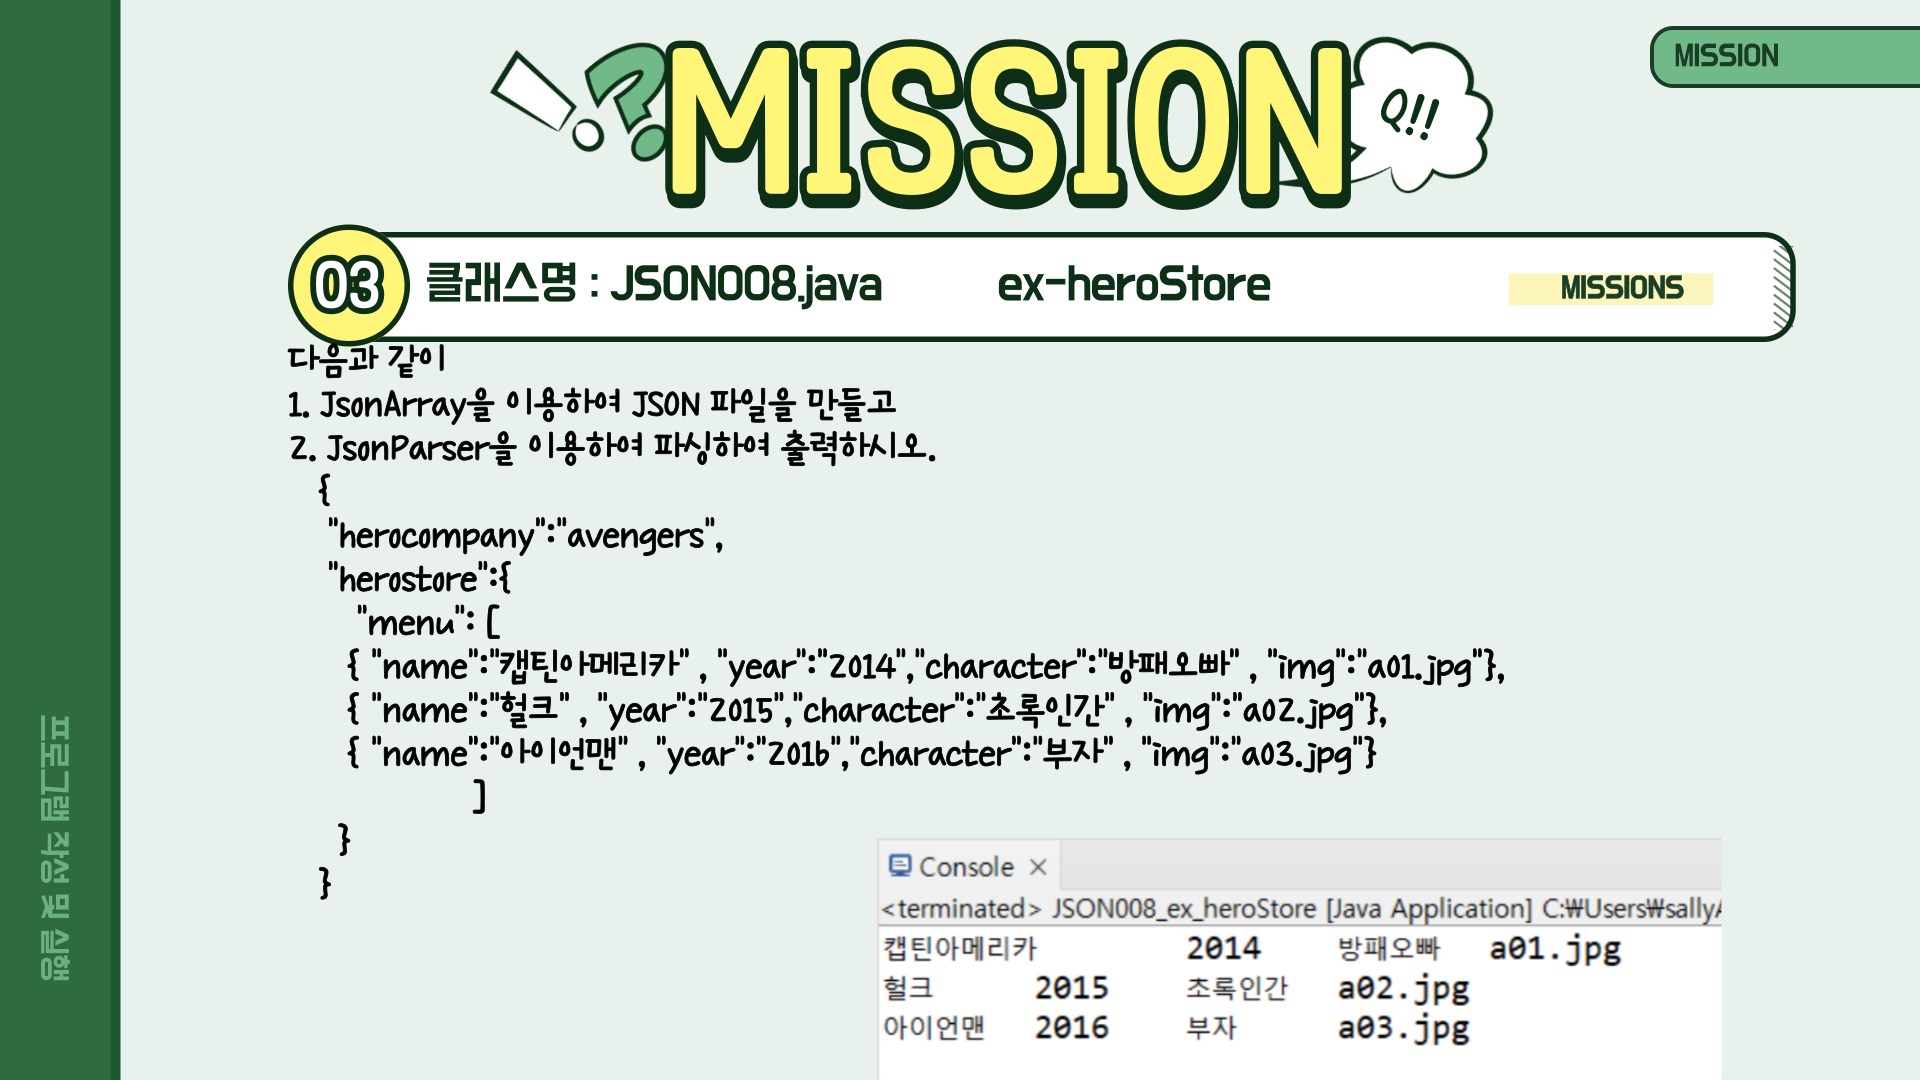 !?MISSION
Q!!
MISSION
03 클래스명 : JSON008.java ex-heroStore MISSIONS
다음과 같이
1. JsonArray을 이용하여 JSON 파일을 만들고
2. JsonParser을 이용하여 파싱하여 출력하시오.
{
"herocompany":"avengers",
"herostore":{
"menu": [
{ "name":"캡틴아메리카" , "year":"2014","character":"방패오빠" , "img":"a01.jpg"},
{ "name":"헐크" , "year":"2015","character":"초록인간" , "img":"a02.jpg"},
{ "name":"아이언맨" , "year":"2016","character":"부자" , "img":"a03.jpg"}
]
}
}
프로그램 작성 및 실행
Console ×
<terminated> JSON008_ex_heroStore [Java Application] C:₩Users₩sallyA
캡틴아메리카 2014 방패오빠 a01.jpg
헐크 2015 초록인간 a02.jpg
아이언맨 2016 부자 a03.jpg